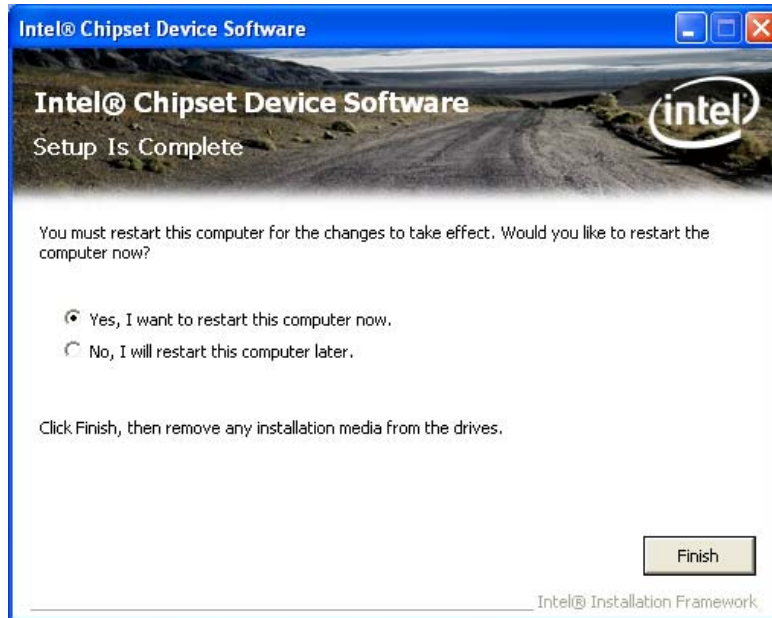 Intel® Chipset Device Software
Intel® Chipset Device Software
intel
Setup Is Complete
You must restart this computer for the changes to take effect. Would you like to restart the
computer now?
Yes, I want to restart this computer now.
No, I will restart this computer later.
Click Finish, then remove any installation media from the drives.
Finish
Intel® Installation Framework